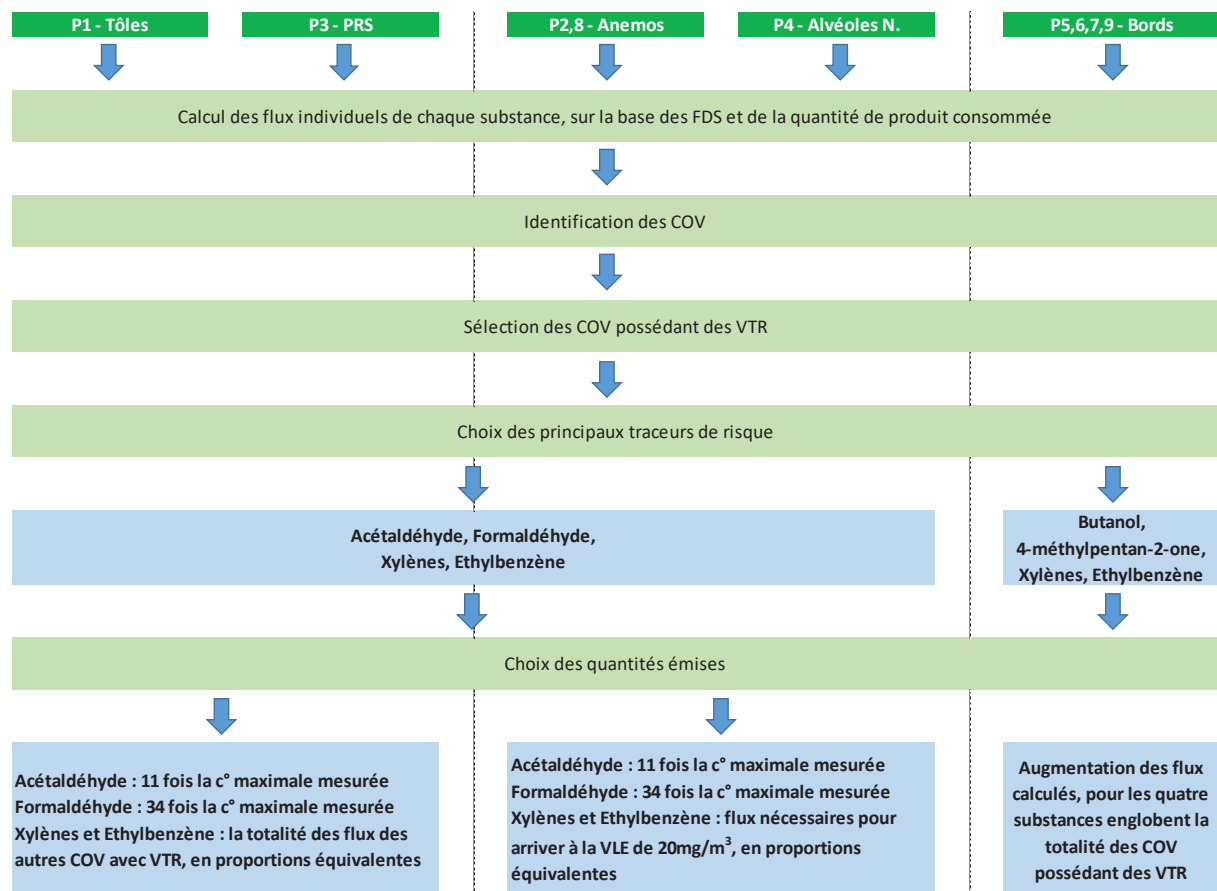 P1 - Tôles
P3 - PRS
P2,8 - Anemos
P4 - Alvéoles N.
P5,6,7,9 - Bords
Calcul des flux individuels de chaque substance, sur la base des FDS et de la quantité de produit consommée
Identification des COV
Sélection des COV possédant des VTR
Choix des principaux traceurs de risque
Acétaldéhyde, Formaldéhyde,
Xylènes, Ethylbenzène
Butanol,
4-méthylpentan-2-one,
Xylènes, Ethylbenzène
Choix des quantités émises
Acétaldéhyde : 11 fois la c° maximale mesurée
Formaldéhyde : 34 fois la c° maximale mesurée
Xylènes et Ethylbenzène : la totalité des flux des
autres COV avec VTR, en proportions équivalentes
Acétaldéhyde : 11 fois la c° maximale mesurée
Formaldéhyde : 34 fois la c° maximale mesurée
Xylènes et Ethylbenzène : flux nécessaires pour
arriver à la VLE de 20mg/m³, en proportions
équivalentes
Augmentation des flux
calculés, pour les quatre
substances englobent la
totalité des COV
possédant des VTR